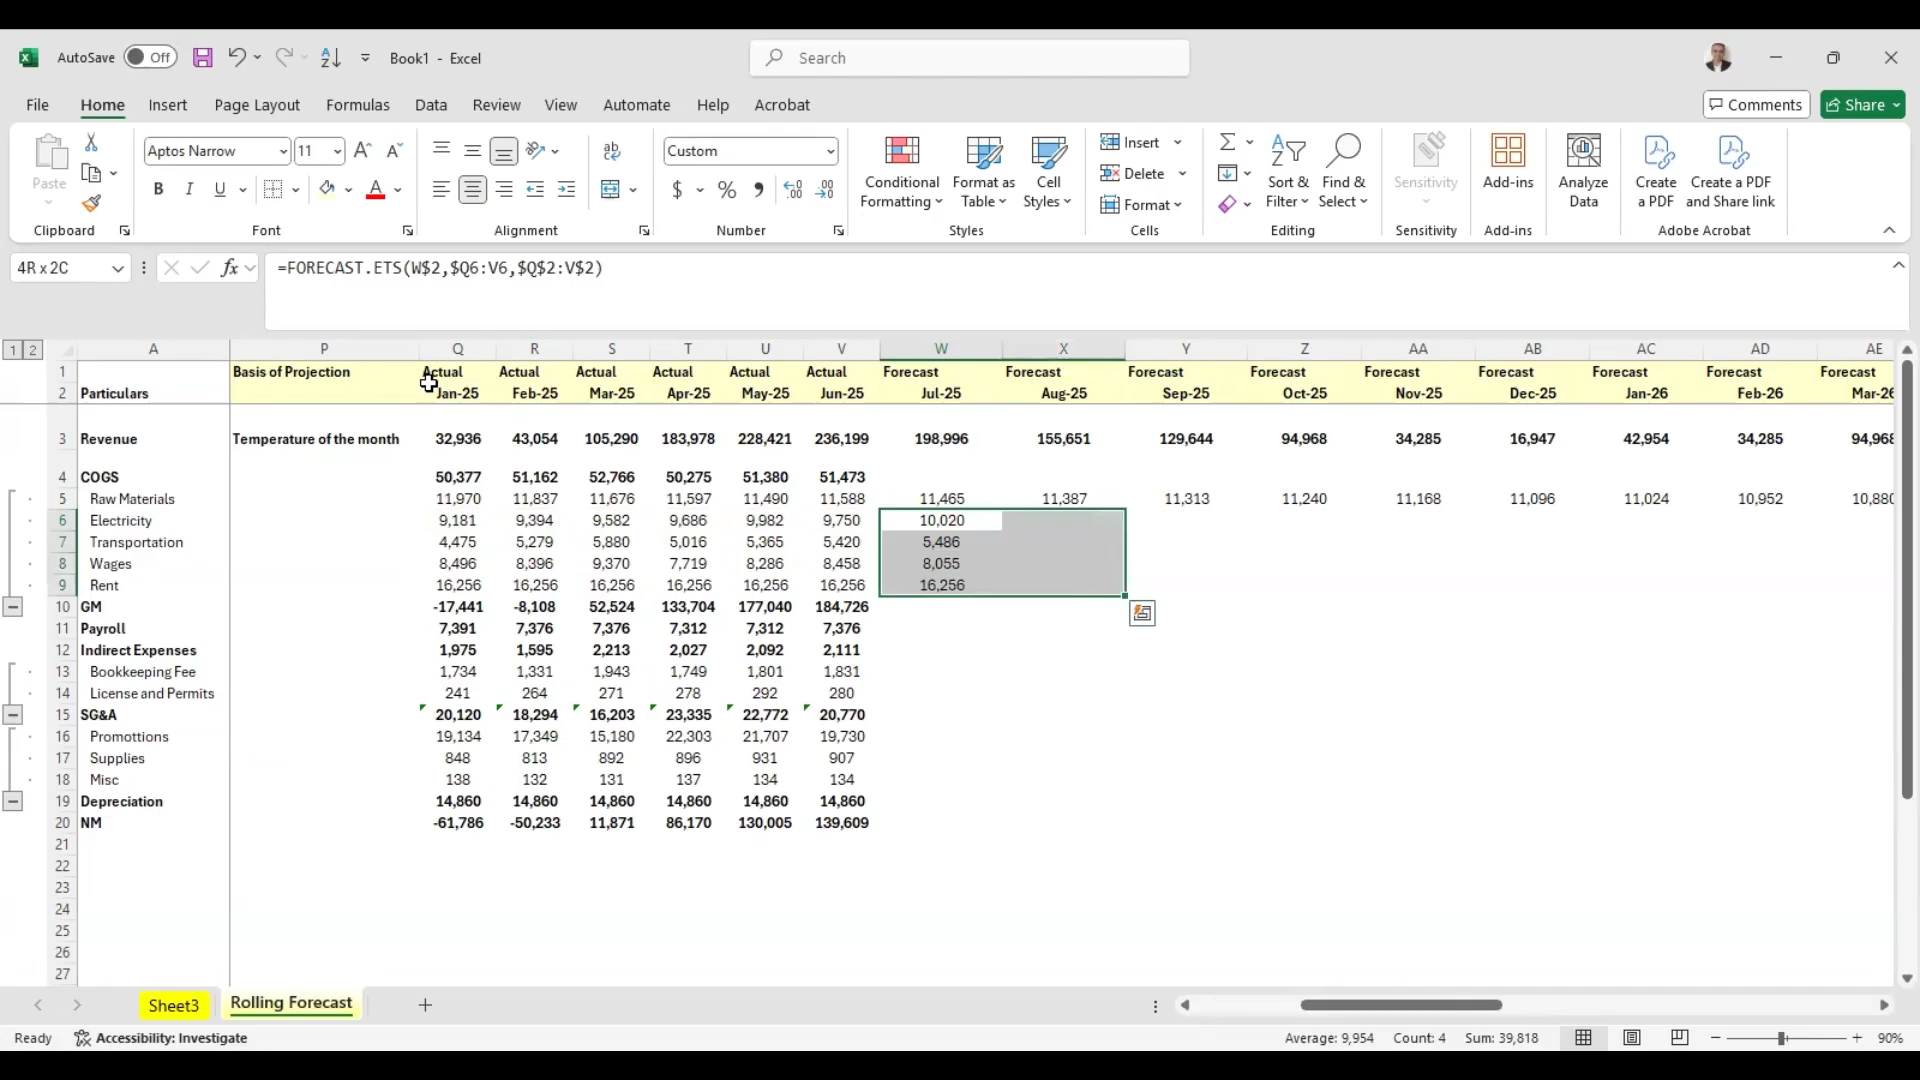 AutoSave Off Book1 - Excel Search
File Home Insert Page Layout Formulas Data Review View Automate Help Acrobat Comments Share
Paste Aptos Narrow 11 Custom Conditional Formatting Format as Table Cell Styles Insert Delete Format Sort & Filter Find & Select Sensitivity Add-ins Analyze Data Create a PDF Create a PDF and Share link
Clipboard Font Alignment Number Styles Cells Editing Sensitivity Add-ins Adobe Acrobat
4R x 2C fx =FORECAST.ETS(W$2,$Q6:V6,$Q$2:V$2)
1 2 A P Q R S T U V W X Y Z AA AB AC AD AE
1 Basis of Projection Actual Actual Actual Actual Actual Actual Forecast Forecast Forecast Forecast Forecast Forecast Forecast Forecast Forecast
2 Particulars Jan-25 Feb-25 Mar-25 Apr-25 May-25 Jun-25 Jul-25 Aug-25 Sep-25 Oct-25 Nov-25 Dec-25 Jan-26 Feb-26 Mar-26
3 Revenue Temperature of the month 32,936 43,054 105,290 183,978 228,421 236,199 198,996 155,651 129,644 94,968 34,285 16,947 42,954 34,285 94,968
4 COGS 50,377 51,162 52,766 50,275 51,380 51,473
5 Raw Materials 11,970 11,837 11,676 11,597 11,490 11,588 11,465 11,387 11,313 11,240 11,168 11,096 11,024 10,952 10,880
6 Electricity 9,181 9,394 9,582 9,686 9,982 9,750 10,020
7 Transportation 4,475 5,279 5,880 5,016 5,365 5,420 5,486
8 Wages 8,496 8,396 9,370 7,719 8,286 8,458 8,055
9 Rent 16,256 16,256 16,256 16,256 16,256 16,256 16,256
10 GM -17,441 -8,108 52,524 133,704 177,040 184,726
11 Payroll 7,391 7,376 7,376 7,312 7,312 7,376
12 Indirect Expenses 1,975 1,595 2,213 2,027 2,092 2,111
13 Bookkeeping Fee 1,734 1,331 1,943 1,749 1,801 1,831
14 License and Permits 241 264 271 278 292 280
15 SG&A 20,120 18,294 16,203 23,335 22,772 20,770
16 Promottions 19,134 17,349 15,180 22,303 21,707 19,730
17 Supplies 848 813 892 896 931 907
18 Misc 138 132 131 137 134 134
19 Depreciation 14,860 14,860 14,860 14,860 14,860 14,860
20 NM -61,786 -50,233 11,871 86,170 130,005 139,609
21
22
23
24
25
26
27
Sheet3 Rolling Forecast
Ready Accessibility: Investigate Average: 9,954 Count: 4 Sum: 39,818 90%